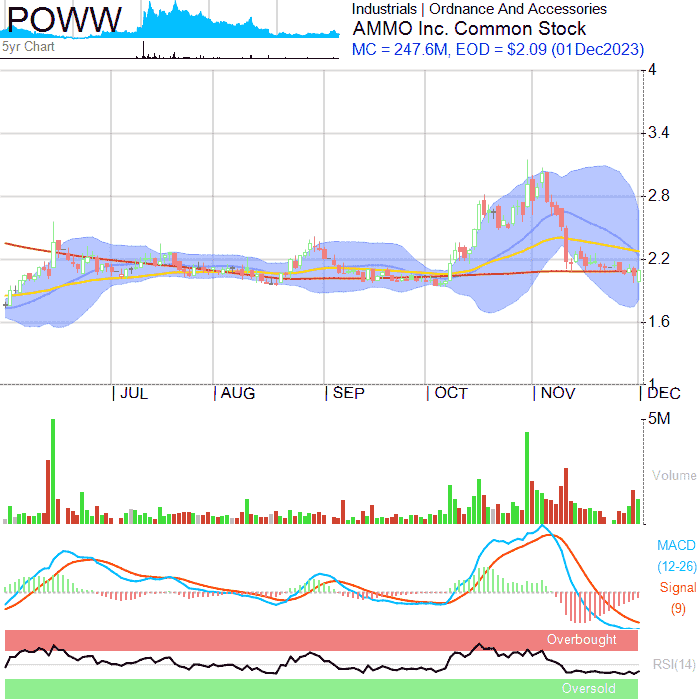 POWW
5yr Chart
Industrials | Ordnance And Accessories
AMMO Inc. Common Stock
MC = 247.6M, EOD = $2.09 (01Dec2023)
4
3.4
2.8
2.2
1.6
1
JUL
AUG
SEP
OCT
NOV
DEC
5M
Volume
MACD
(12-26)
Signal
(9)
Overbought
RSI(14)
Oversold